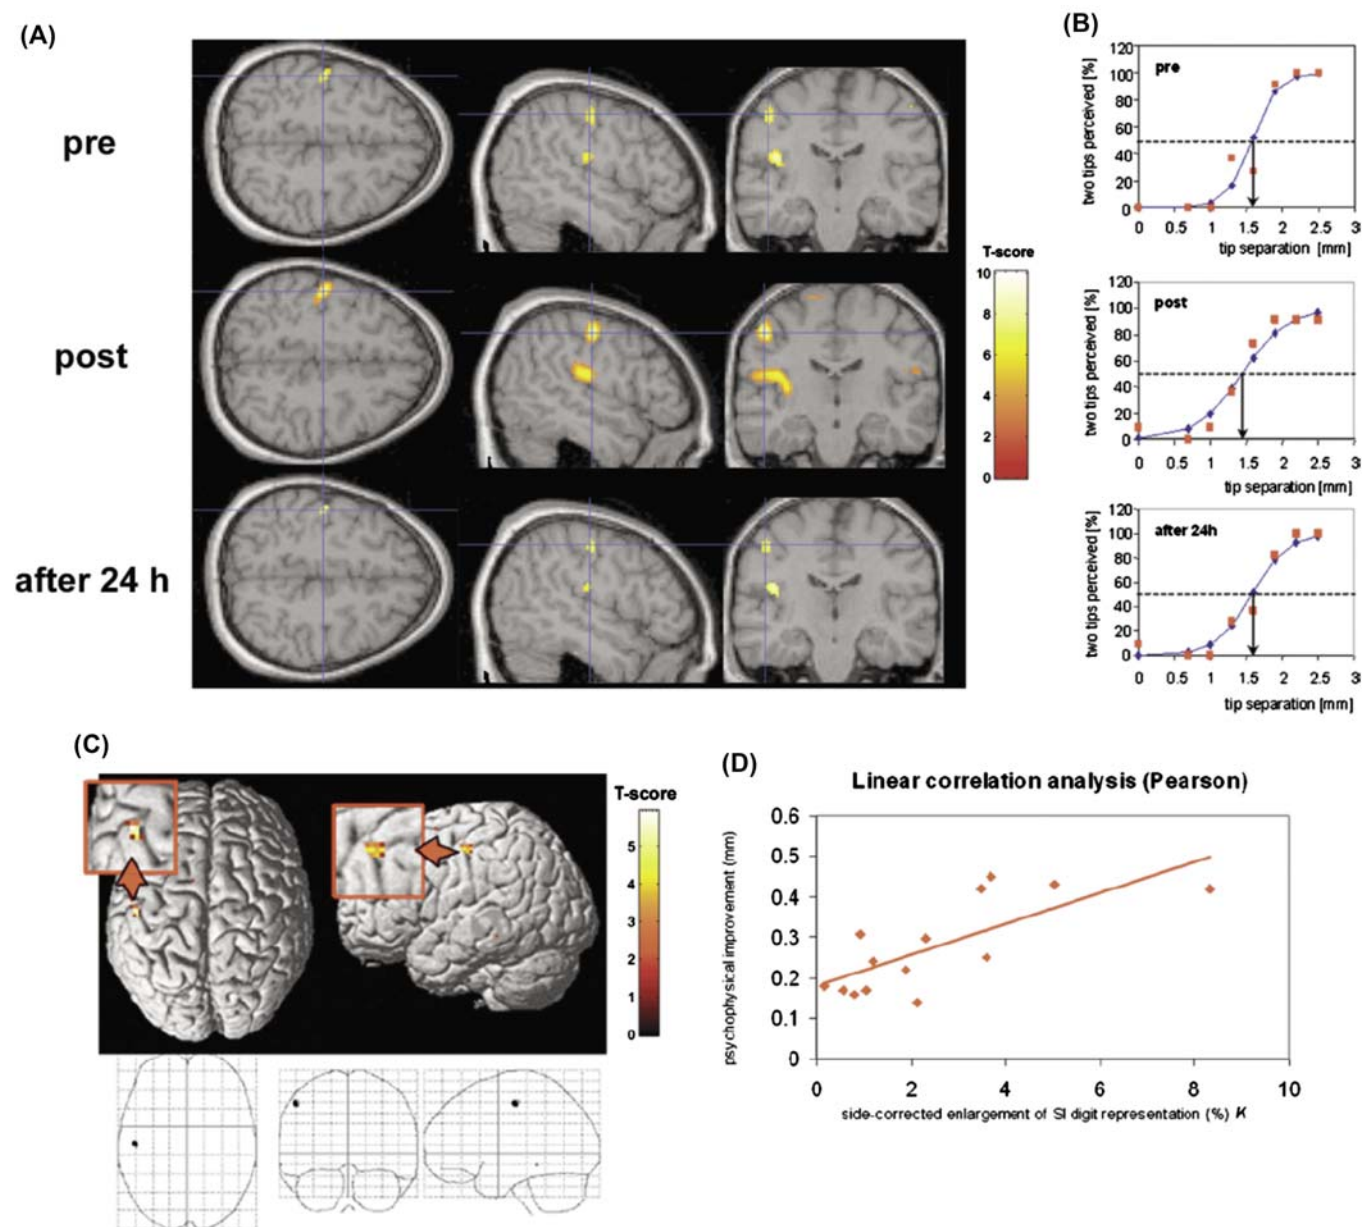 (A)
pre
post
after 24 h
T-score
10
8
6
4
2
0
(B)
pre
two tips perceived [%]
120
100
80
60
40
20
0
0 0.5 1 1.5 2 2.5 3
tip separation [mm]
post
two tips perceived [%]
120
100
80
60
40
20
0
0 0.5 1 1.5 2 2.5 3
tip separation [mm]
after 24h
two tips perceived [%]
120
100
80
60
40
20
0
0 0.5 1 1.5 2 2.5 3
tip separation [mm]
(C)
T-score
5
4
3
2
1
0
(D)
Linear correlation analysis (Pearson)
psychophysical improvement (mm)
0.6
0.5
0.4
0.3
0.2
0.1
0
0 2 4 6 8 10
side-corrected enlargement of SI digit representation (%) K